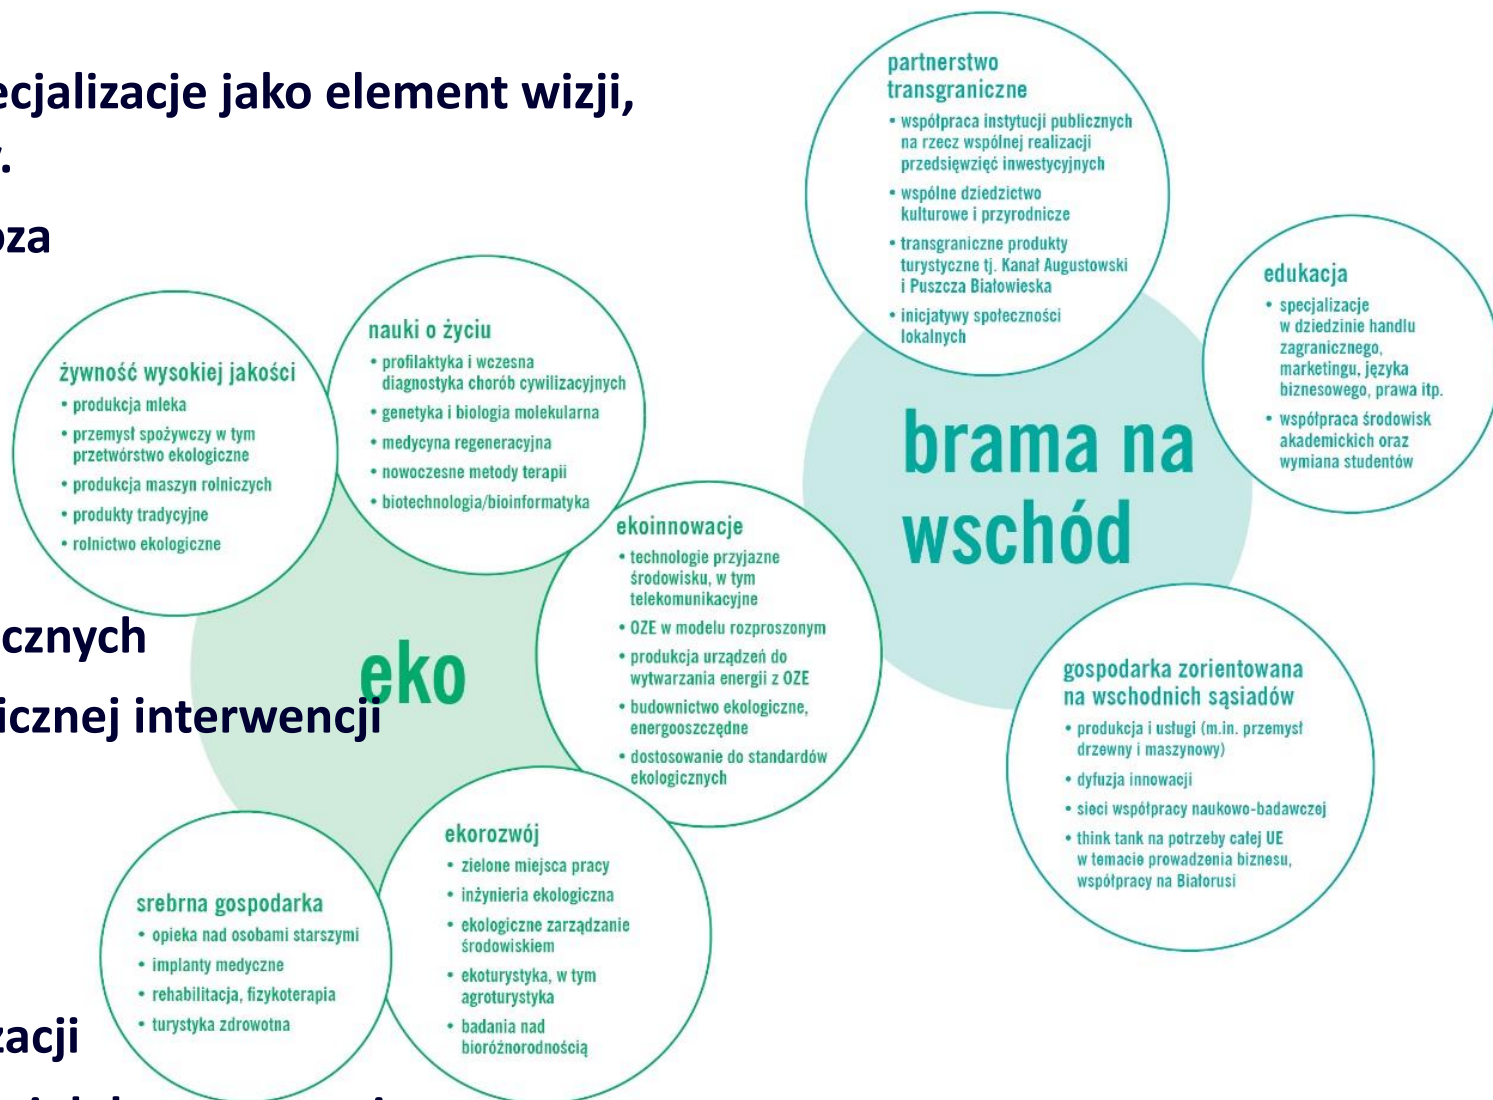 ecjalizacje jako element wizji,
oza
cznych
icznej interwencji
zacji
żywność wysokiej jakości
• produkcja mleka
• przemysł spożywczy w tym
przetwórstwo ekologiczne
• produkcja maszyn rolniczych
• produkty tradycyjne
• rolnictwo ekologiczne
nauki o życiu
• profilaktyka i wczesna
diagnostyka chorób cywilizacyjnych
• genetyka i biologia molekularna
• medycyna regeneracyjna
• nowoczesne metody terapii
• biotechnologia/bioinformatyka
eko
ekoinnowacje
• technologie przyjazne
środowisku, w tym
telekomunikacyjne
• OZE w modelu rozproszonym
• produkcja urządzeń do
wytwarzania energii z OZE
• budownictwo ekologiczne,
energooszczędne
• dostosowanie do standardów
ekologicznych
srebrna gospodarka
• opieka nad osobami starszymi
• implanty medyczne
• rehabilitacja, fizykoterapia
• turystyka zdrowotna
ekorozwój
• zielone miejsca pracy
• inżynieria ekologiczna
• ekologiczne zarządzanie
środowiskiem
• ekoturystyka, w tym
agroturystyka
• badania nad
bioróżnorodnością
partnerstwo
transgraniczne
• współpraca instytucji publicznych
na rzecz wspólnej realizacji
przedsięwzięć inwestycyjnych
• wspólne dziedzictwo
kulturowe i przyrodnicze
• transgraniczne produkty
turystyczne tj. Kanał Augustowski
i Puszcza Białowieska
• inicjatywy społeczności
lokalnych
edukacja
• specjalizacje
w dziedzinie handlu
zagranicznego,
marketingu, języka
biznesowego, prawa itp.
• współpraca środowisk
akademickich oraz
wymiana studentów
brama na
wschód
gospodarka zorientowana
na wschodnich sąsiadów
• produkcja i usługi (m.in. przemysł
drzewny i maszynowy)
• dyfuzja innowacji
• sieci współpracy naukowo-badawczej
• think tank na potrzeby całej UE
w temacie prowadzenia biznesu,
współpracy na Białorusi